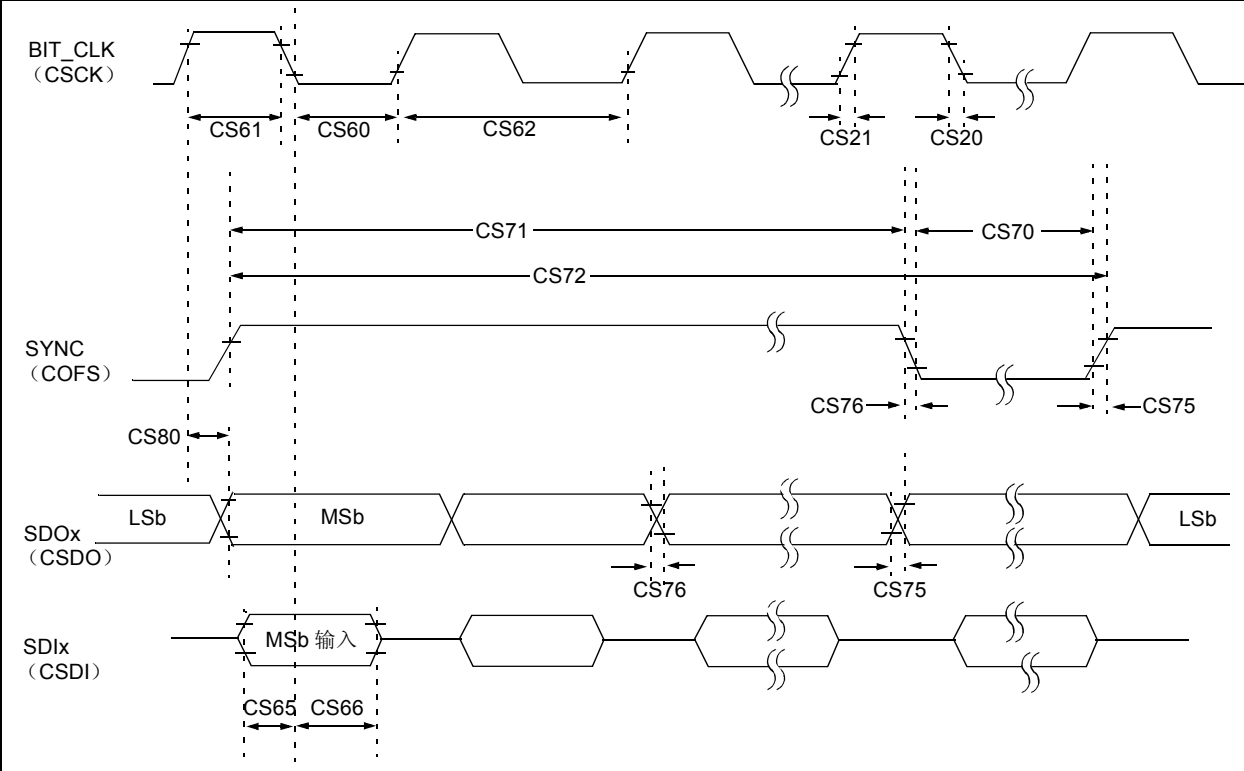 BIT_CLK
（CSCK）
CS61
CS60
CS62
CS21
CS20
CS71
CS70
CS72
SYNC
（COFS）
CS76
CS75
CS80
LSb
MSb
LSb
SDOx
（CSDO）
CS76
CS75
SDIx
（CSDI）
MSb 输入
CS65
CS66